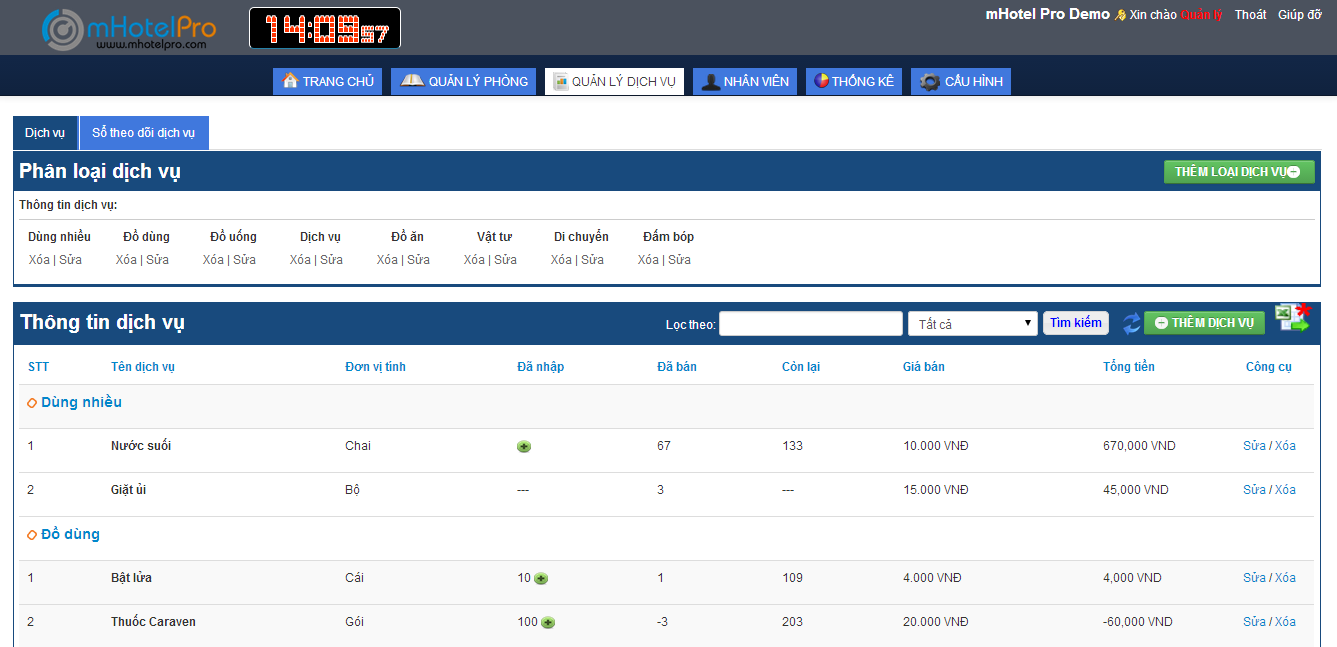 mHotelPro
www.mhotelpro.com
14:09 57
mHotel Pro Demo Xin chào Quản lý Thoát Giúp đỡ
TRANG CHỦ QUẢN LÝ PHÒNG QUẢN LÝ DỊCH VỤ NHÂN VIÊN THỐNG KÊ CẤU HÌNH
Dịch vụ Sổ theo dõi dịch vụ
Phân loại dịch vụ THÊM LOẠI DỊCH VỤ
Thông tin dịch vụ:
Dùng nhiều Đồ dùng Đồ uống Dịch vụ Đồ ăn Vật tư Di chuyển Đấm bóp
Xóa | Sửa Xóa | Sửa Xóa | Sửa Xóa | Sửa Xóa | Sửa Xóa | Sửa Xóa | Sửa Xóa | Sửa
Thông tin dịch vụ Lọc theo: Tất cả Tìm kiếm THÊM DỊCH VỤ
STT Tên dịch vụ Đơn vị tính Đã nhập Đã bán Còn lại Giá bán Tổng tiền Công cụ
Dùng nhiều
1 Nước suối Chai 67 133 10.000 VNĐ 670,000 VND Sửa / Xóa
2 Giặt ủi Bộ --- 3 --- 15.000 VNĐ 45,000 VND Sửa / Xóa
Đồ dùng
1 Bật lửa Cái 10 1 109 4.000 VNĐ 4,000 VND Sửa / Xóa
2 Thuốc Caraven Gói 100 -3 203 20.000 VNĐ -60,000 VND Sửa / Xóa